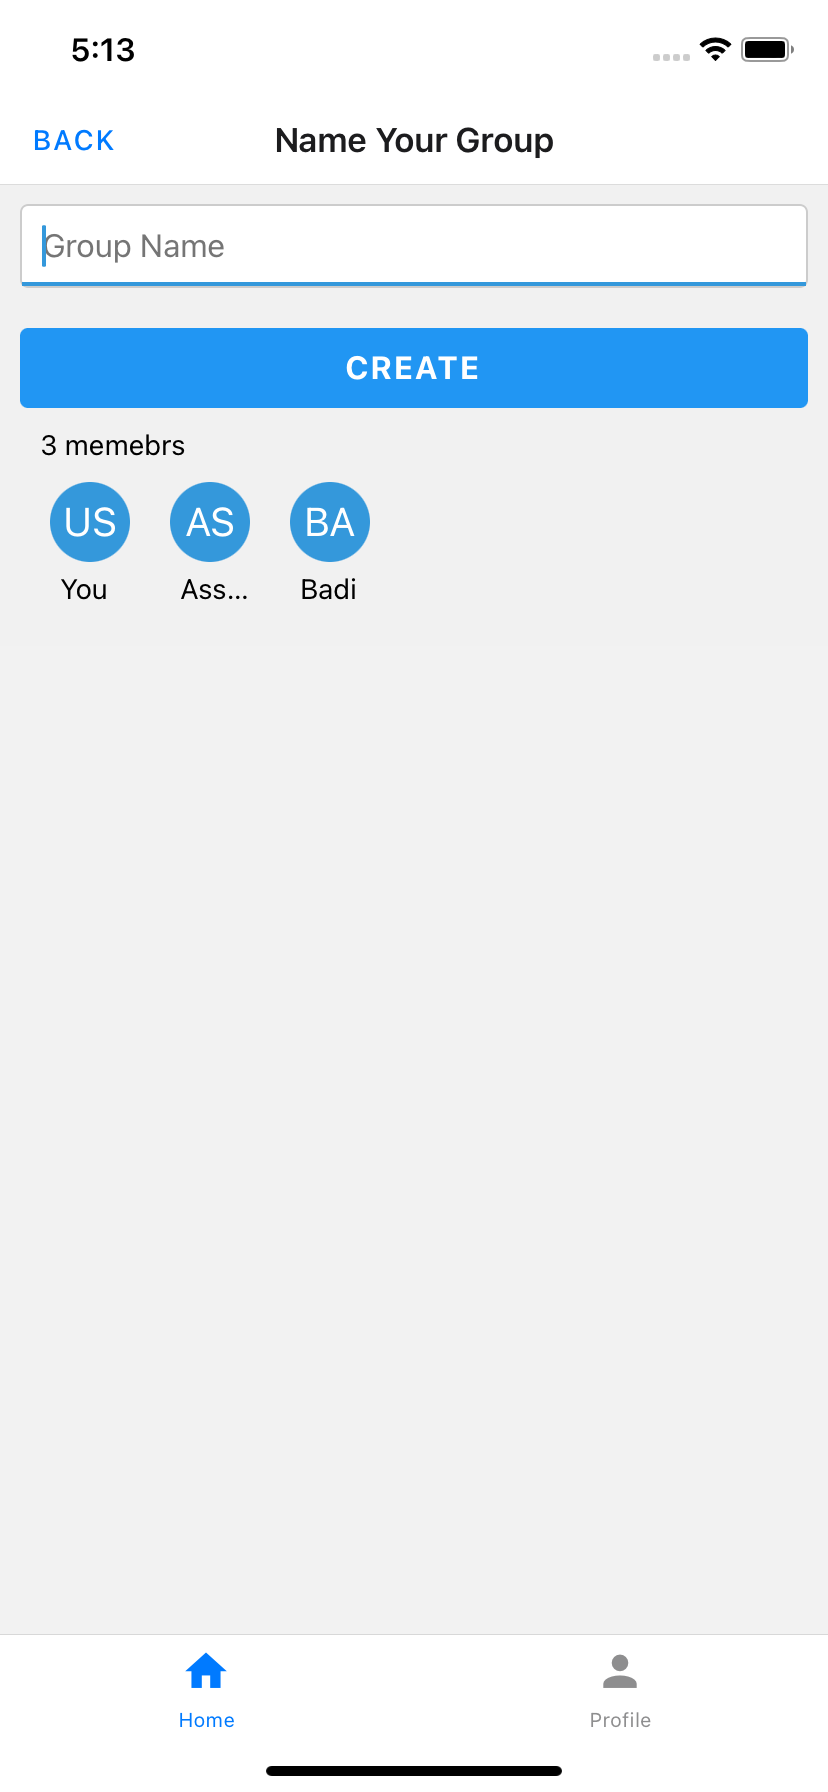 5:13
BACK Name Your Group
Group Name
CREATE
3 memebrs
US AS BA
You Ass... Badi
Home Profile